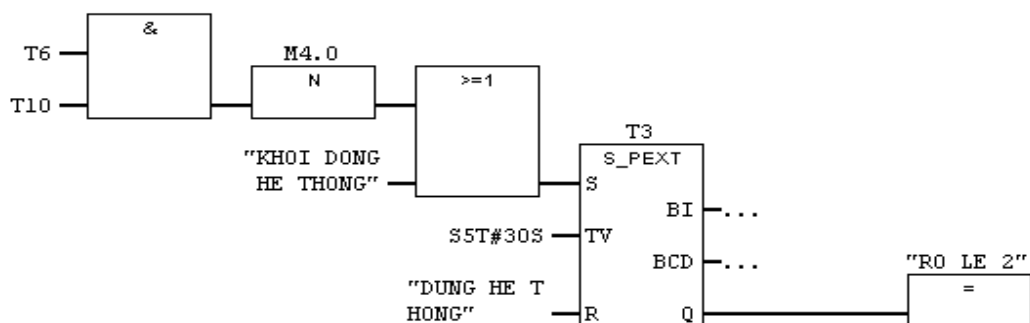 &
T6
T10
M4.0
N
>=1
"KHOI DONG
HE THONG"
T3
S_PEXT
S
BI
...
S5T#30S
TV
BCD
...
"DUNG HE T
HONG"
R
Q
"RO LE 2"
=